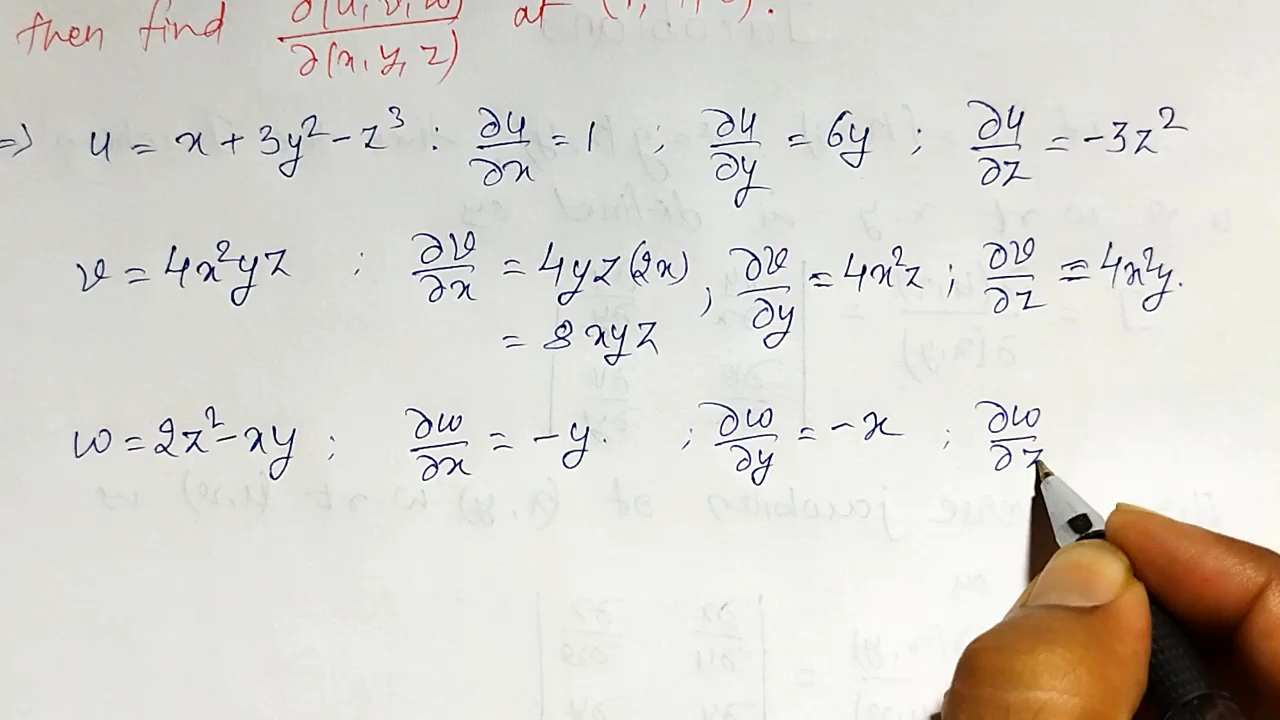 then find ∂(u, v, w)/∂(x, y, z) at
=> u = x + 3y² - z³ : ∂u/∂x = 1 ; ∂u/∂y = 6y ; ∂u/∂z = -3z²
v = 4x²yz ; ∂v/∂x = 4yz(2x) , ∂v/∂y = 4x²z ; ∂v/∂z = 4x²y.
= 8xyz
w = 2z² - xy ; ∂w/∂x = -y. ; ∂w/∂y = -x ; ∂w/∂z